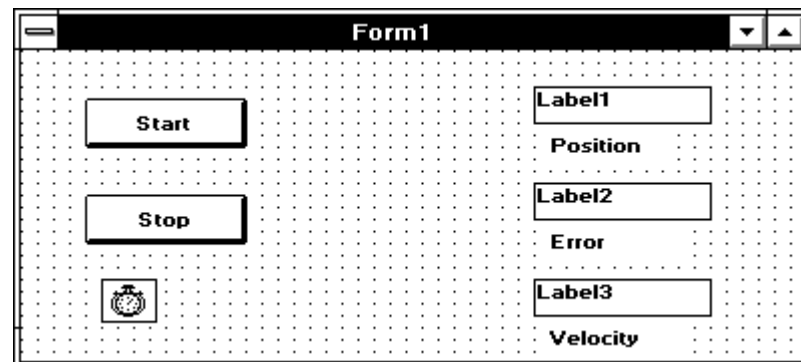 Form1
Start
Label1
Position
Stop
Label2
Error
Label3
Velocity